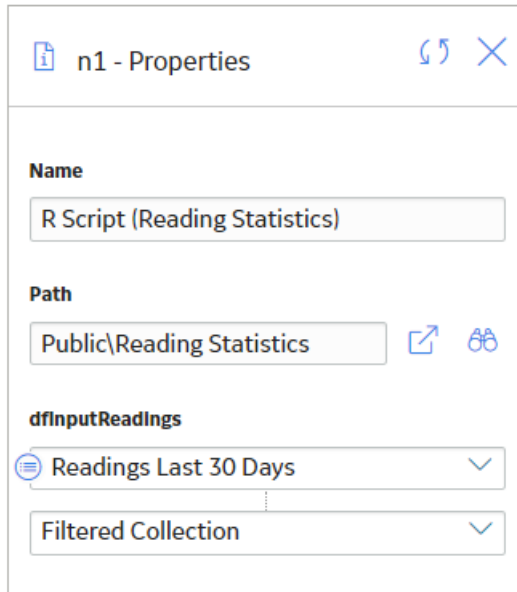 n1 - Properties
Name
R Script (Reading Statistics)
Path
Public\Reading Statistics
dfInputReadings
Readings Last 30 Days
Filtered Collection